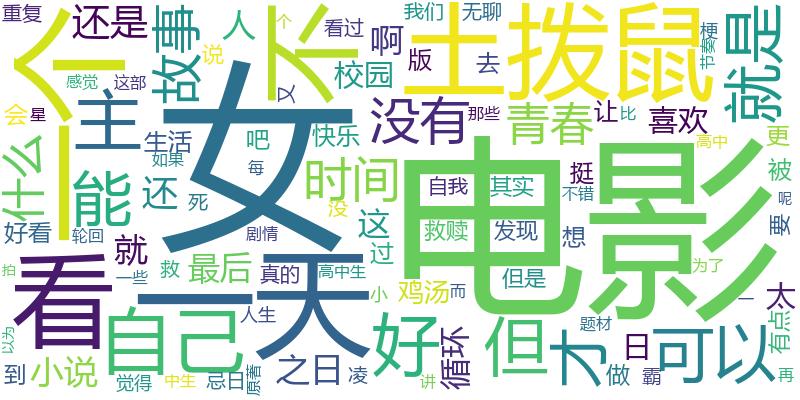 重复
还是
一个
故事
人
说
不
个
看过
我们
无聊
土拨鼠
节奏
梗
就是
感觉
这部
又
啊
版
去
校园
会
星
主
没有
那些
青春
让
比
喜欢
高中
更
什么
生活
女
吧
快乐
能
如果
还
每
时间
电影
挺
被
死
没
自我
其实
不错
要
呢
好看
轮回
就
剧情
这
过
救赎
发现
想
看
一些
救
最后
真的
高中生
但是
为了
拍
一天
小
鸡汤
而
一
太
人生
自己
好
但
才
可以
题材
有点
以为
日
到
小说
觉得
中生
忌日
原著
之日
凌
循环
讲
做
霸
再